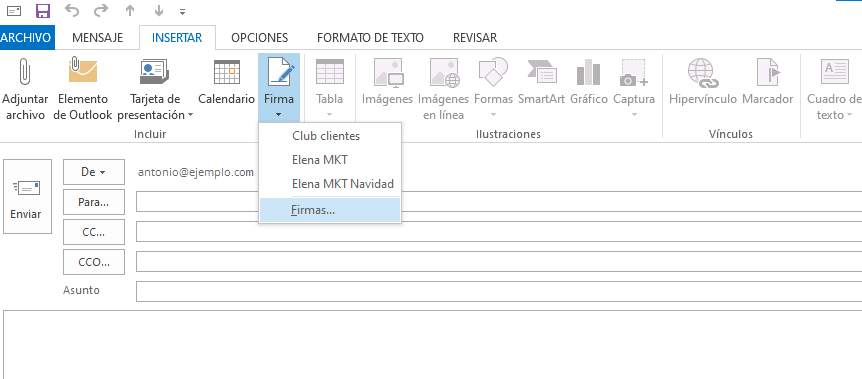 ARCHIVO MENSAJE INSERTAR OPCIONES FORMATO DE TEXTO REVISAR
Adjuntar archivo
Elemento de Outlook
Tarjeta de presentación
Calendario
Firma
Tabla
Imágenes
Imágenes en línea
Formas
SmartArt
Gráfico
Captura
Hipervínculo
Marcador
Cuadro de texto
Incluir
Ilustraciones
Vínculos
Club clientes
Elena MKT
Elena MKT Navidad
Firmas...
Enviar
De
antonio@ejemplo.com
Para...
CC...
CCO...
Asunto